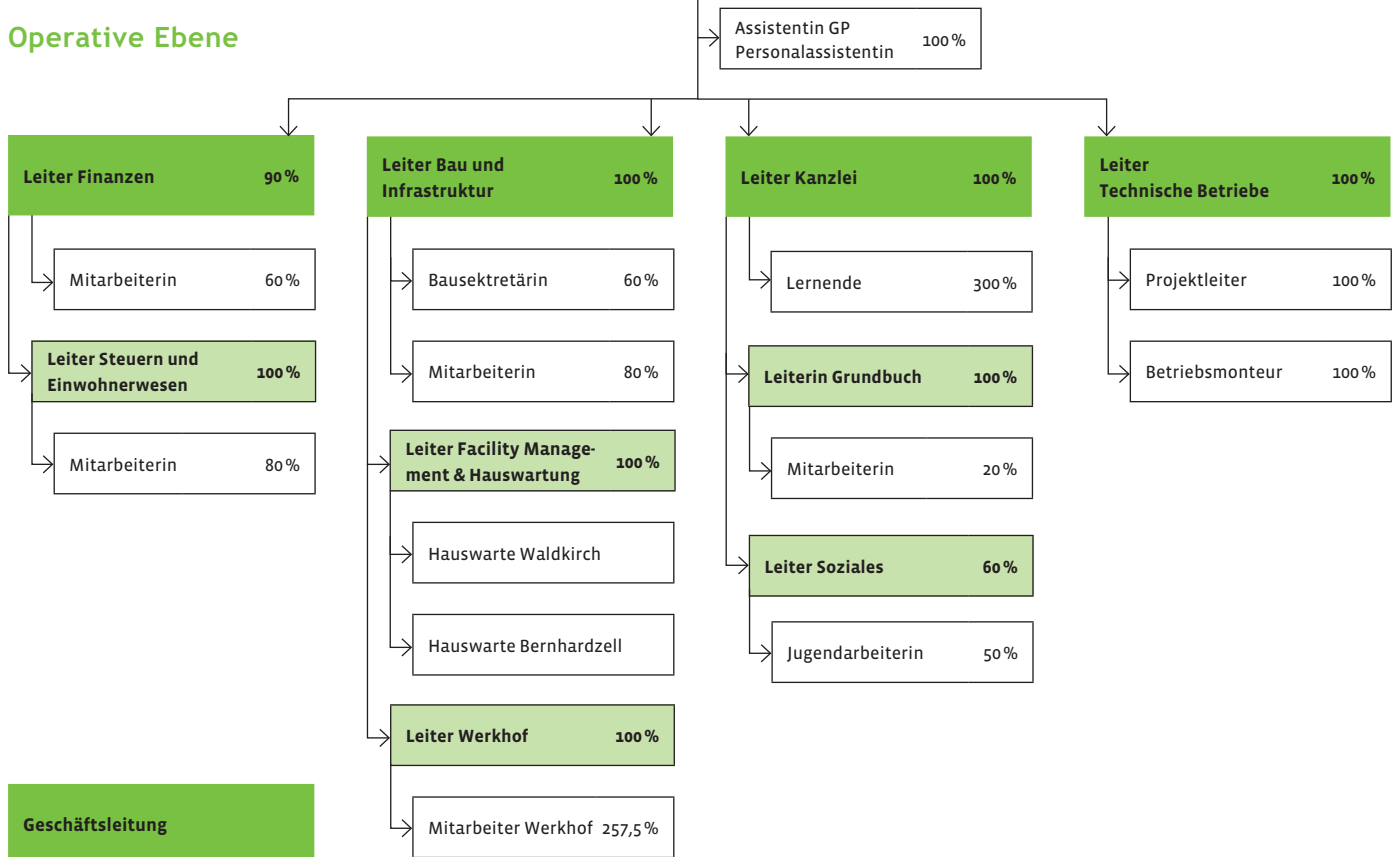 Operative Ebene
Assistentin GP
Personalassistentin 100 %
Leiter Finanzen 90 %
Mitarbeiterin 60 %
Leiter Steuern und
Einwohnerwesen 100 %
Mitarbeiterin 80 %
Leiter Bau und
Infrastruktur 100 %
Bausektretärin 60 %
Mitarbeiterin 80 %
Leiter Facility Manage-
ment & Hauswartung 100 %
Hauswarte Waldkirch
Hauswarte Bernhardzell
Leiter Werkhof 100 %
Mitarbeiter Werkhof 257,5 %
Leiter Kanzlei 100 %
Lernende 300 %
Leiterin Grundbuch 100 %
Mitarbeiterin 20 %
Leiter Soziales 60 %
Jugendarbeiterin 50 %
Leiter
Technische Betriebe 100 %
Projektleiter 100 %
Betriebsmonteur 100 %
Geschäftsleitung